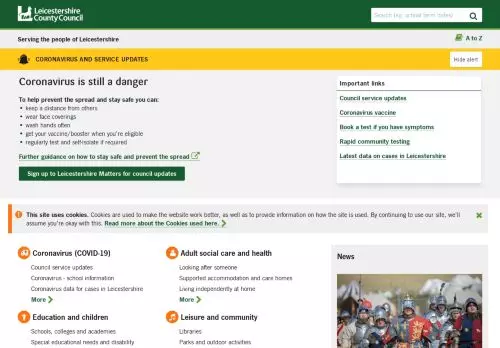 Leicestershire
County Council
Search (e.g. school term dates)
Serving the people of Leicestershire
A to Z
CORONAVIRUS AND SERVICE UPDATES
Hide alert
Coronavirus is still a danger
To help prevent the spread and stay safe you can:
• keep a distance from others
• wear face coverings
• wash hands often
• get your vaccine/booster when you're eligible
• regularly test and self-isolate if required
Further guidance on how to stay safe and prevent the spread
Sign up to Leicestershire Matters for council updates
Important links
Council service updates
Coronavirus vaccine
Book a test if you have symptoms
Rapid community testing
Latest data on cases in Leicestershire
This site uses cookies. Cookies are used to make the website work better, as well as to provide information on how the site is used. By continuing to use our site, we'll
assume you're okay with this. Read more about the Cookies used here.
Coronavirus (COVID-19)
Council service updates
Coronavirus - school information
Coronavirus data for cases in Leicestershire
More
Adult social care and health
Looking after someone
Supported accommodation and care homes
Living independently at home
More
News
Education and children
Schools, colleges and academies
Special educational needs and disability
Leisure and community
Libraries
Parks and outdoor activities